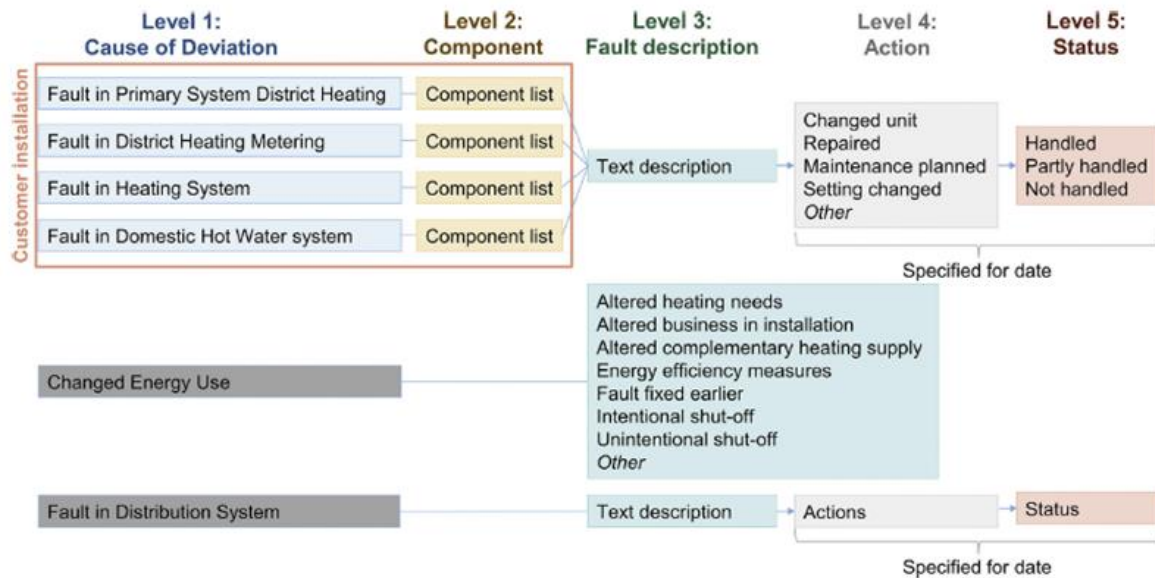 Level 1:
Cause of Deviation
Level 2:
Component
Level 3:
Fault description
Level 4:
Action
Level 5:
Status
Customer installation
Fault in Primary System District Heating
Component list
Fault in District Heating Metering
Component list
Fault in Heating System
Component list
Fault in Domestic Hot Water system
Component list
Text description
Changed unit
Repaired
Maintenance planned
Setting changed
Other
Handled
Partly handled
Not handled
Specified for date
Changed Energy Use
Altered heating needs
Altered business in installation
Altered complementary heating supply
Energy efficiency measures
Fault fixed earlier
Intentional shut-off
Unintentional shut-off
Other
Fault in Distribution System
Text description
Actions
Status
Specified for date